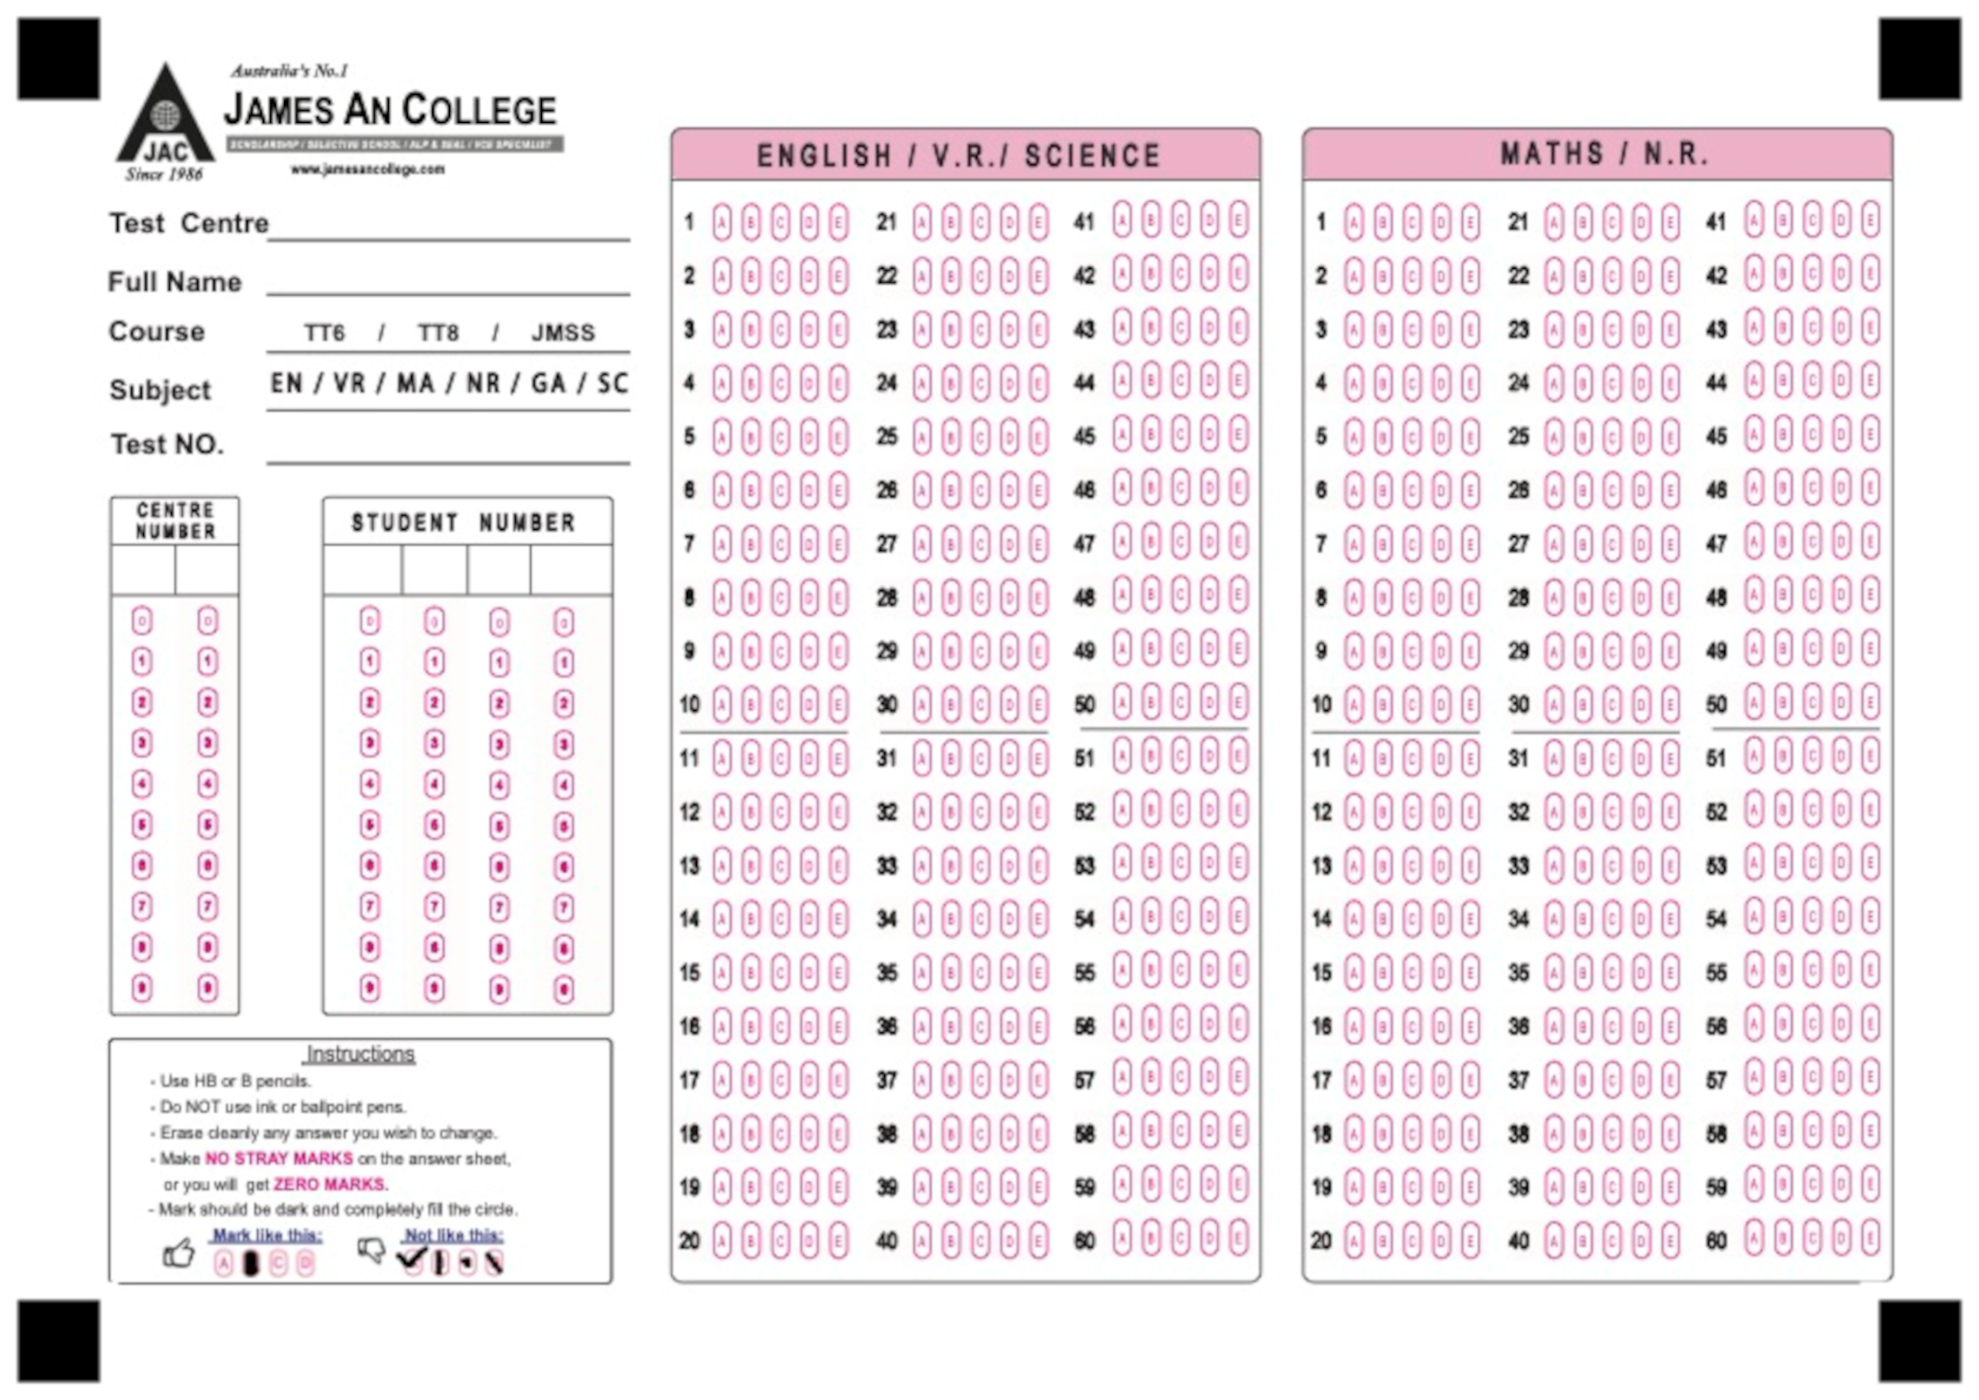 Australia's No.1
JAMES AN COLLEGE
SCHOLARSHIP / SELECTIVE SCHOOL / ALP & SEAL / VCE SPECIALIST
JAC
Since 1986
www.jamesancollege.com
Test Centre
Full Name
Course TT6 / TT8 / JMSS
Subject EN / VR / MA / NR / GA / SC
Test NO.
CENTRE NUMBER
0 0
1 1
2 2
3 3
4 4
5 5
6 6
7 7
8 8
9 9
STUDENT NUMBER
0 0 0 0
1 1 1 1
2 2 2 2
3 3 3 3
4 4 4 4
5 5 5 5
6 6 6 6
7 7 7 7
8 8 8 8
9 9 9 9
Instructions
- Use HB or B pencils.
- Do NOT use ink or ballpoint pens.
- Erase cleanly any answer you wish to change.
- Make NO STRAY MARKS on the answer sheet,
or you will get ZERO MARKS.
- Mark should be dark and completely fill the circle.
Mark like this: Not like this:
A C D
ENGLISH / V.R./ SCIENCE
1 A B C D E 21 A B C D E 41 A B C D E
2 A B C D E 22 A B C D E 42 A B C D E
3 A B C D E 23 A B C D E 43 A B C D E
4 A B C D E 24 A B C D E 44 A B C D E
5 A B C D E 25 A B C D E 45 A B C D E
6 A B C D E 26 A B C D E 46 A B C D E
7 A B C D E 27 A B C D E 47 A B C D E
8 A B C D E 28 A B C D E 48 A B C D E
9 A B C D E 29 A B C D E 49 A B C D E
10 A B C D E 30 A B C D E 50 A B C D E
11 A B C D E 31 A B C D E 51 A B C D E
12 A B C D E 32 A B C D E 52 A B C D E
13 A B C D E 33 A B C D E 53 A B C D E
14 A B C D E 34 A B C D E 54 A B C D E
15 A B C D E 35 A B C D E 55 A B C D E
16 A B C D E 36 A B C D E 56 A B C D E
17 A B C D E 37 A B C D E 57 A B C D E
18 A B C D E 38 A B C D E 58 A B C D E
19 A B C D E 39 A B C D E 59 A B C D E
20 A B C D E 40 A B C D E 60 A B C D E
MATHS / N.R.
1 A B C D E 21 A B C D E 41 A B C D E
2 A B C D E 22 A B C D E 42 A B C D E
3 A B C D E 23 A B C D E 43 A B C D E
4 A B C D E 24 A B C D E 44 A B C D E
5 A B C D E 25 A B C D E 45 A B C D E
6 A B C D E 26 A B C D E 46 A B C D E
7 A B C D E 27 A B C D E 47 A B C D E
8 A B C D E 28 A B C D E 48 A B C D E
9 A B C D E 29 A B C D E 49 A B C D E
10 A B C D E 30 A B C D E 50 A B C D E
11 A B C D E 31 A B C D E 51 A B C D E
12 A B C D E 32 A B C D E 52 A B C D E
13 A B C D E 33 A B C D E 53 A B C D E
14 A B C D E 34 A B C D E 54 A B C D E
15 A B C D E 35 A B C D E 55 A B C D E
16 A B C D E 36 A B C D E 56 A B C D E
17 A B C D E 37 A B C D E 57 A B C D E
18 A B C D E 38 A B C D E 58 A B C D E
19 A B C D E 39 A B C D E 59 A B C D E
20 A B C D E 40 A B C D E 60 A B C D E